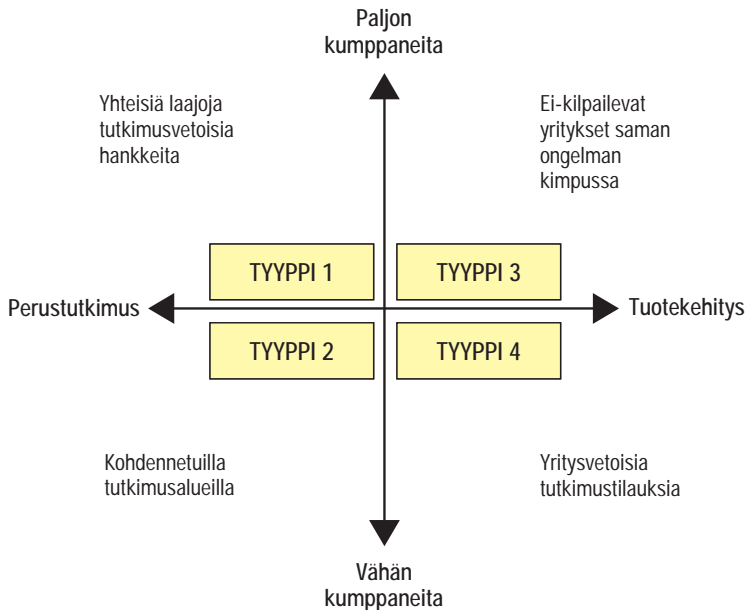 Paljon
kumppaneita
Yhteisiä laajoja
tutkimusvetoisia
hankkeita
Ei-kilpailevat
yritykset saman
ongelman
kimpussa
TYYPPI 1
TYYPPI 3
Perustutkimus
Tuotekehitys
TYYPPI 2
TYYPPI 4
Kohdennetuilla
tutkimusalueilla
Yritysvetoisia
tutkimustilauksia
Vähän
kumppaneita